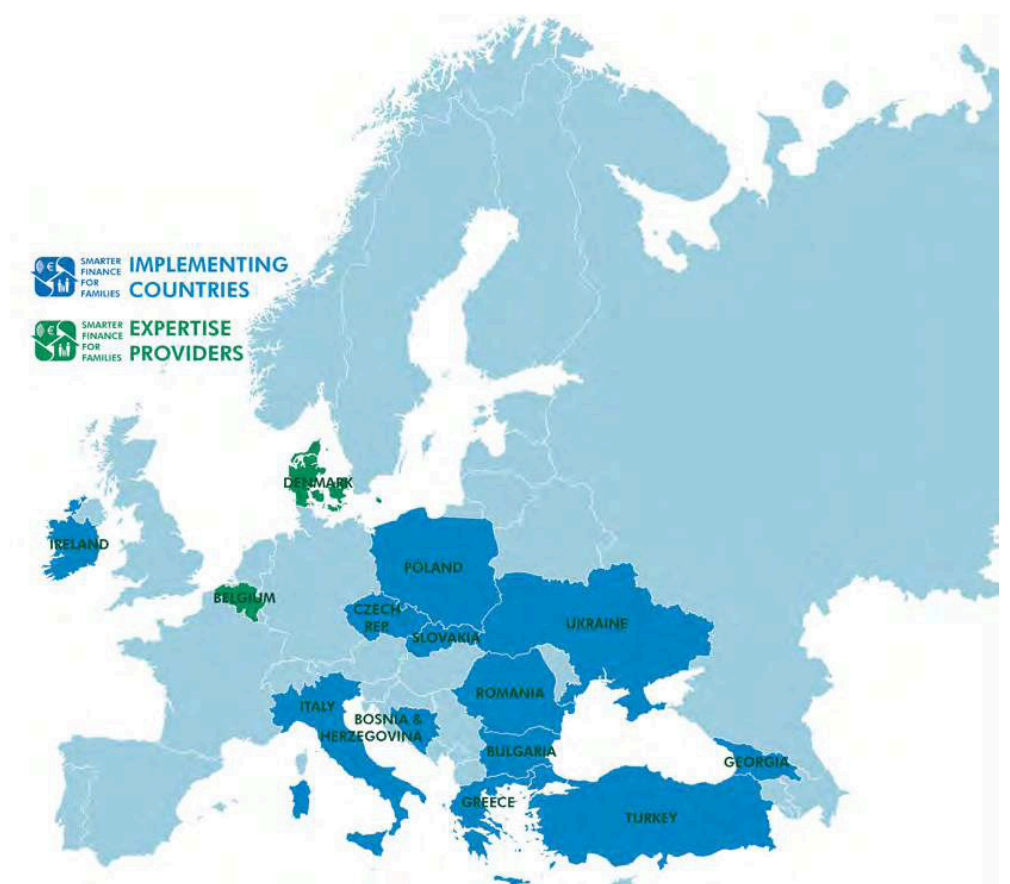 SMARTER
FINANCE
FOR
FAMILIES
IMPLEMENTING
COUNTRIES
SMARTER
FINANCE
FOR
FAMILIES
EXPERTISE
PROVIDERS
DENMARK
IRELAND
POLAND
BELGIUM
CZECH
REP.
UKRAINE
SLOVAKIA
ROMANIA
ITALY
BOSNIA &
HERZEGOVINA
BULGARIA
GEORGIA
GREECE
TURKEY